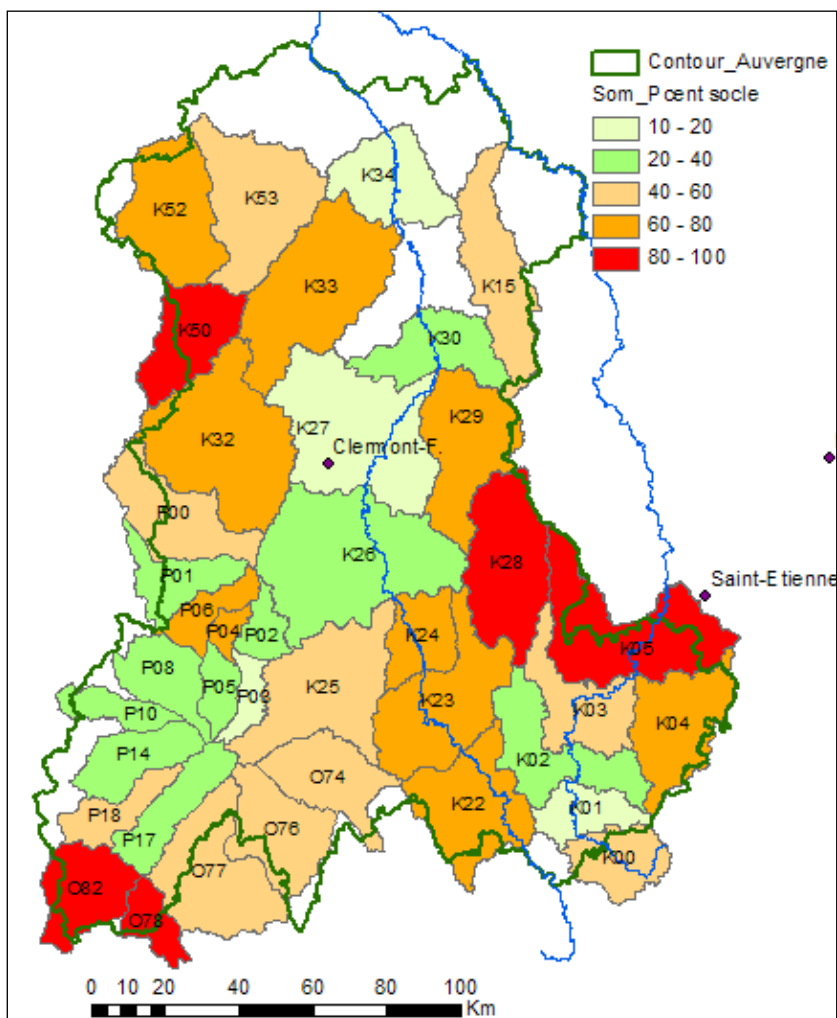 Contour_Auvergne
Som_Pcent socle
10 - 20
20 - 40
40 - 60
60 - 80
80 - 100
K34
K53
K52
K33
K15
K50
K30
K29
K27
Clermont-F.
K32
P00
K26
K28
P01
Saint-Etienne
P06
P04
P02
K24
K05
P08
P05
P09
K25
K23
K03
K04
P10
P14
K02
O74
P18
P17
O76
K22
K01
K00
O77
O82
O78
0 10 20 40 60 80 100
Km